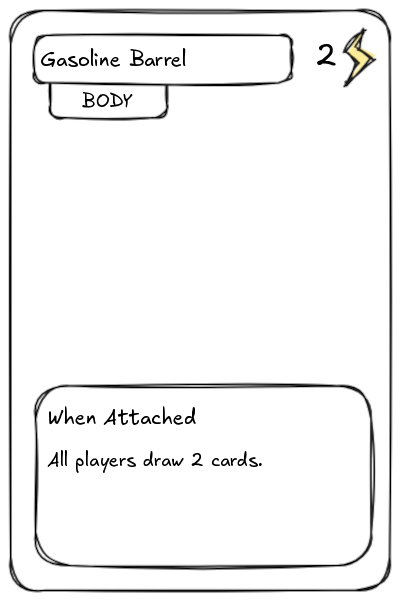 Gasoline Barrel
2
BODY
When Attached
All players draw 2 cards.